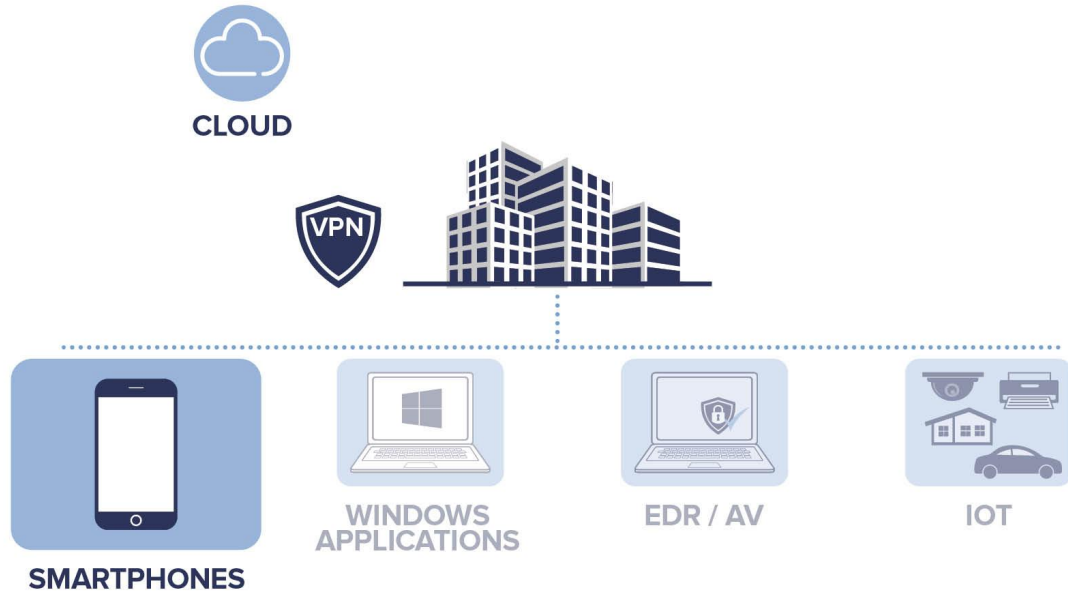 CLOUD
VPN
SMARTPHONES
WINDOWS
APPLICATIONS
EDR / AV
IOT